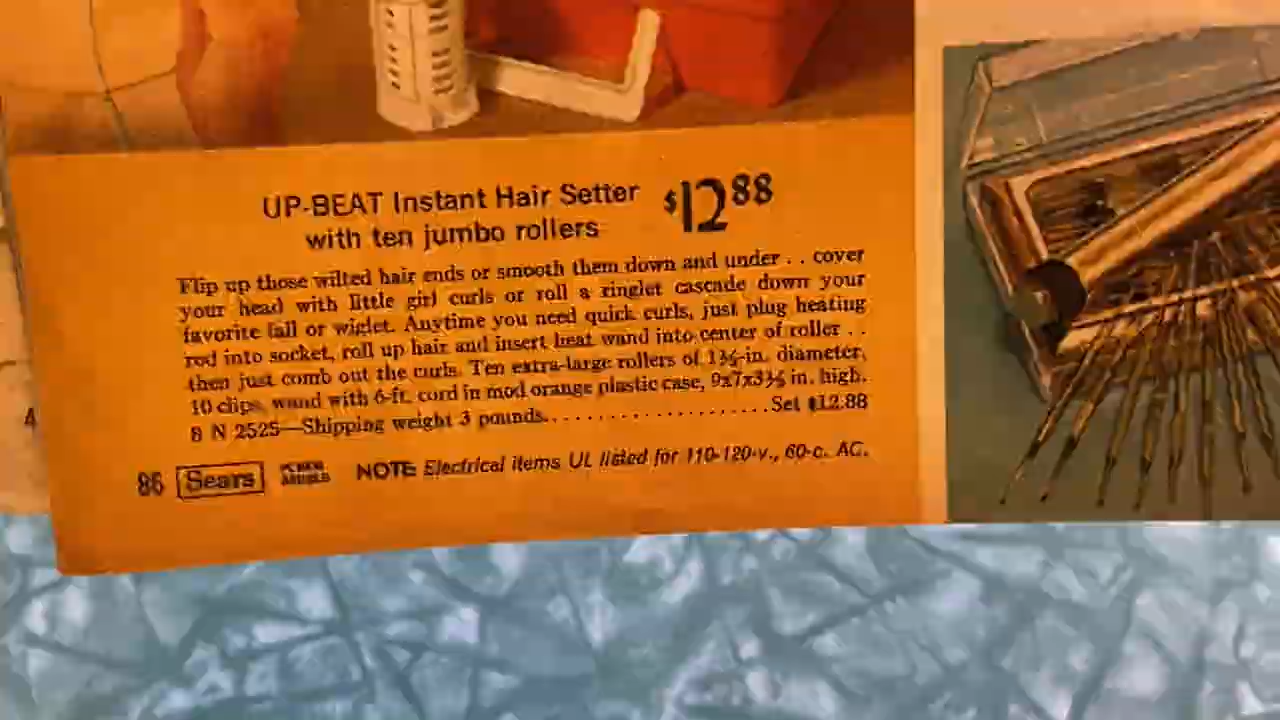 UP-BEAT Instant Hair Setter $12 88
with ten jumbo rollers
Flip up those wilted hair ends or smooth them down and under . . cover
your head with little girl curls or roll a ringlet cascade down your
favorite fall or wiglet. Anytime you need quick curls, just plug heating
rod into socket, roll up hair and insert heat wand into center of roller . .
then just comb out the curls. Ten extra-large rollers of diameter,
10 clips, wand with 6-ft. cord in mod orange plastic case, in. high.
8 N 2525—Shipping weight 3 pounds. . . . . . . . . . . . . . . . . . . . . .Set $12.88
86 Sears NOTE Electrical items UL listed for 110-120-v., 60-c. AC.
4